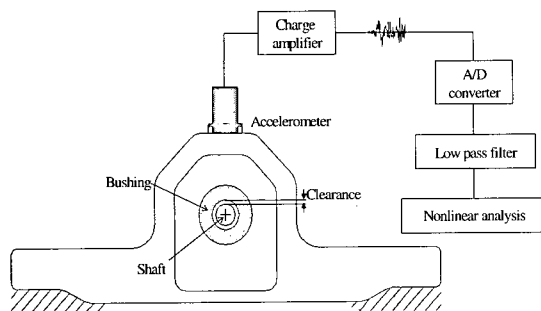 Charge
amplifier
A/D
converter
Accelerometer
Low pass filter
Bushing
Clearance
Nonlinear analysis
Shaft